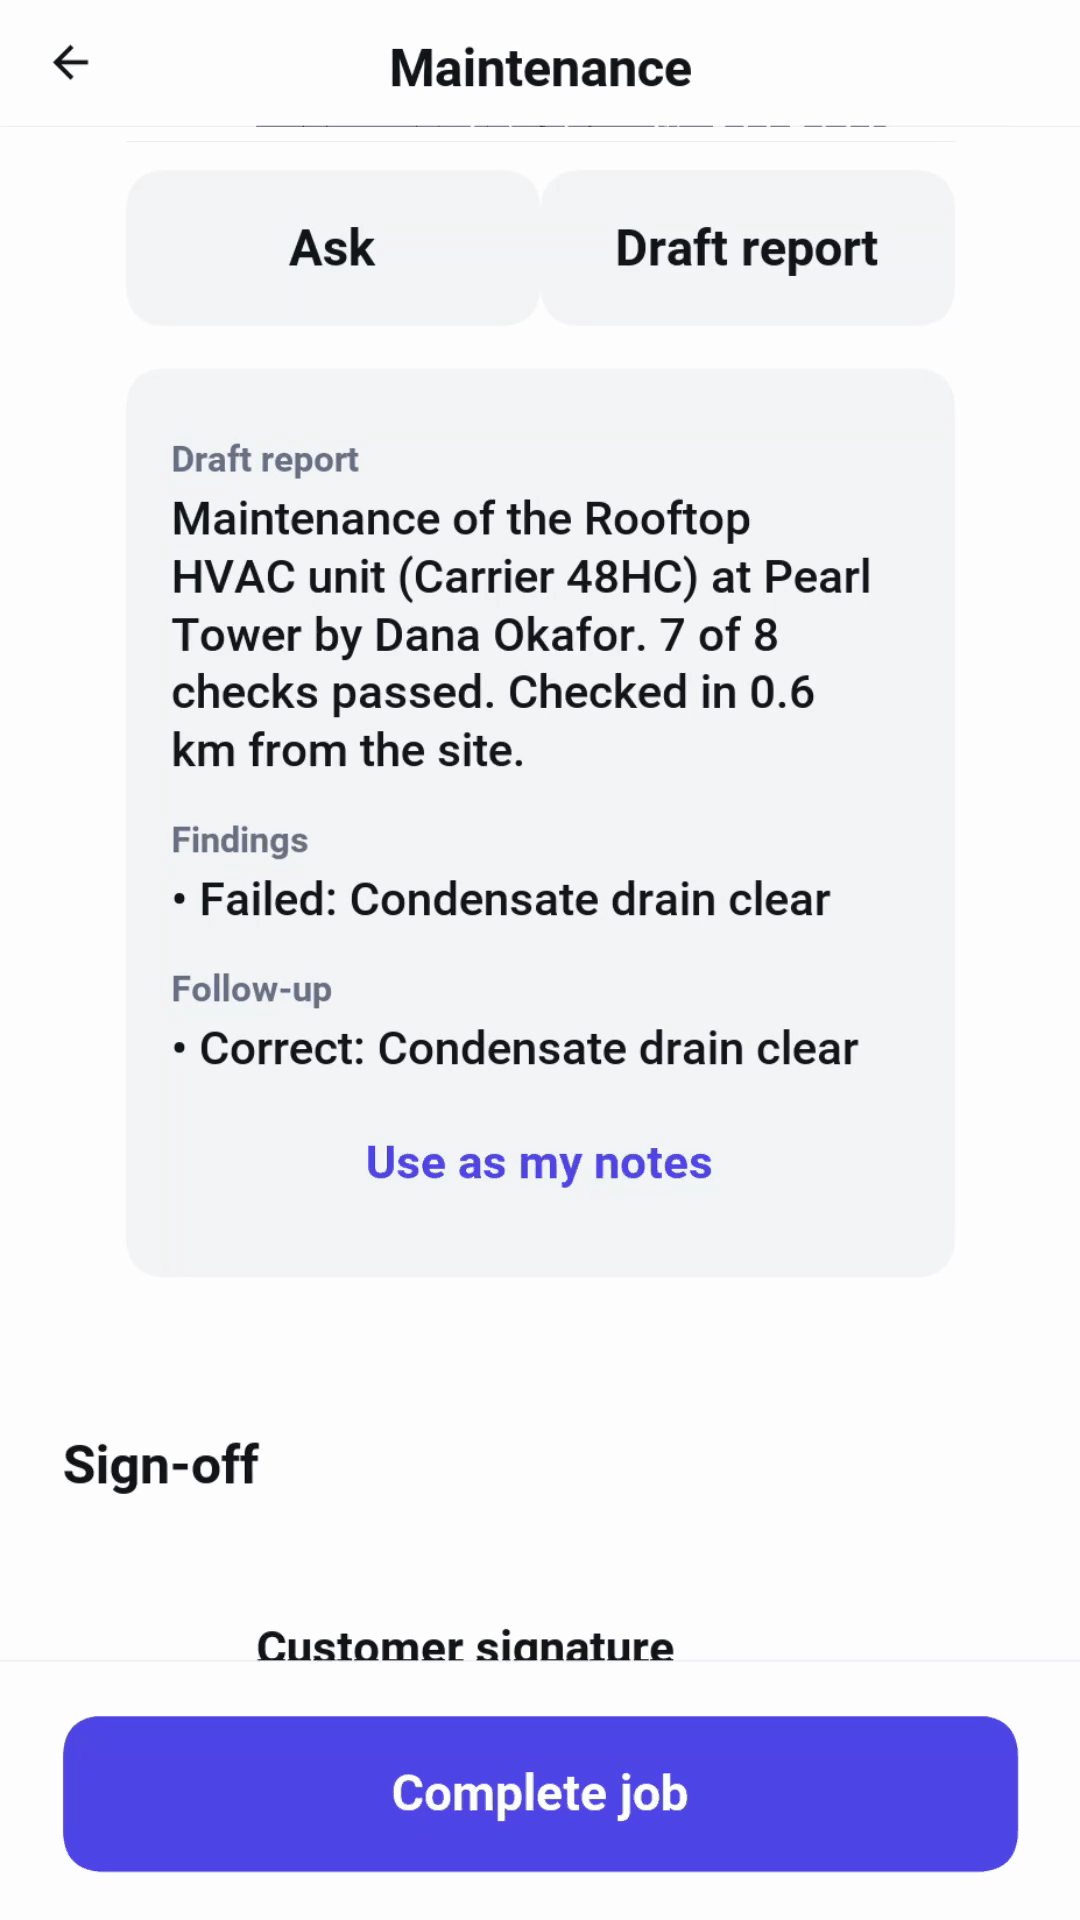 Maintenance
Ask
Draft report
Draft report
Maintenance of the Rooftop
HVAC unit (Carrier 48HC) at Pearl
Tower by Dana Okafor. 7 of 8
checks passed. Checked in 0.6
km from the site.
Findings
• Failed: Condensate drain clear
Follow-up
• Correct: Condensate drain clear
Use as my notes
Sign-off
Customer signature
Complete job